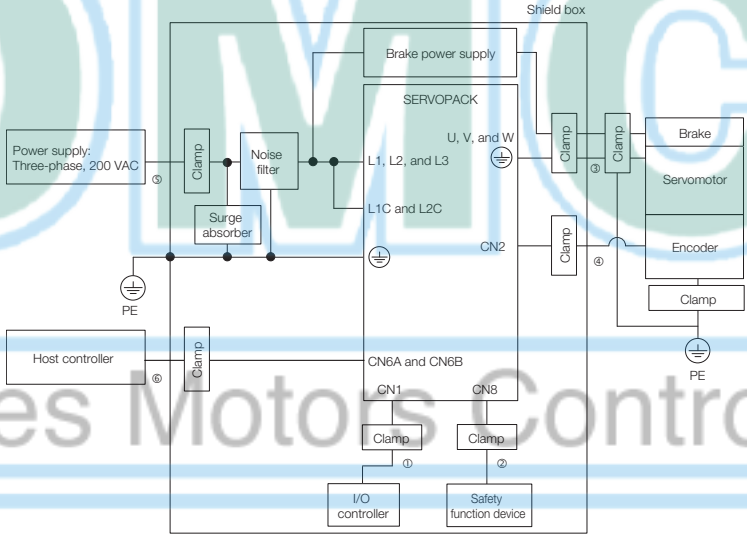 Shield box
Brake power supply
SERVOPACK
U, V, and W
Power supply:
Three-phase, 200 VAC
Clamp
Noise
filter
L1, L2, and L3
Clamp
Clamp
Brake
Servomotor
⑤
③
Surge
absorber
L1C and L2C
CN2
Clamp
Encoder
④
PE
Clamp
Host controller
Clamp
CN6A and CN6B
PE
⑥
CN1
CN8
Clamp
Clamp
①
②
I/O
controller
Safety
function device
DMC
es Motors Contro